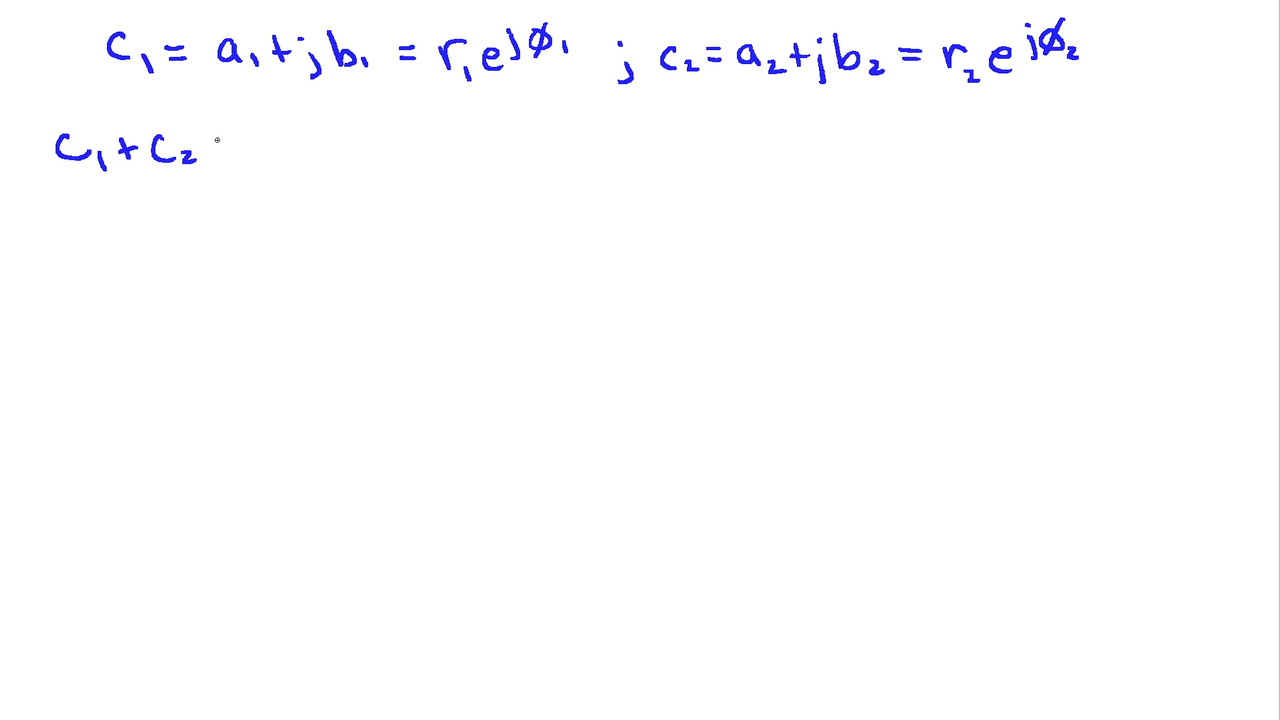 c₁ = a₁+jb₁ = r₁e^{jϕ₁} ; c₂=a₂+jb₂ = r₂e^{jϕ₂}
c₁+c₂